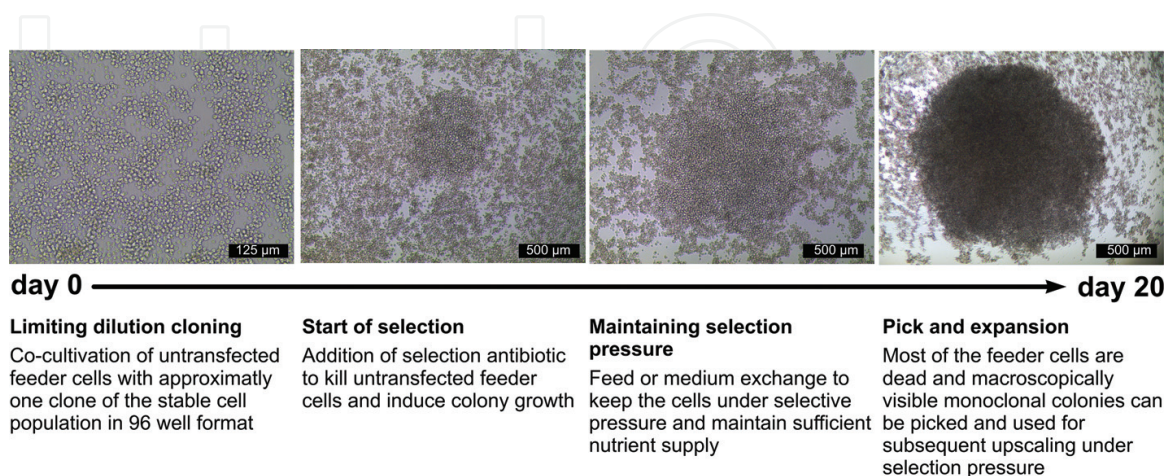 125 µm
500 µm
500 µm
500 µm
day 0
day 20
Limiting dilution cloning
Co-cultivation of untransfected
feeder cells with approximatly
one clone of the stable cell
population in 96 well format
Start of selection
Addition of selection antibiotic
to kill untransfected feeder
cells and induce colony growth
Maintaining selection
pressure
Feed or medium exchange to
keep the cells under selective
pressure and maintain sufficient
nutrient supply
Pick and expansion
Most of the feeder cells are
dead and macroscopically
visible monoclonal colonies can
be picked and used for
subsequent upscaling under
selection pressure